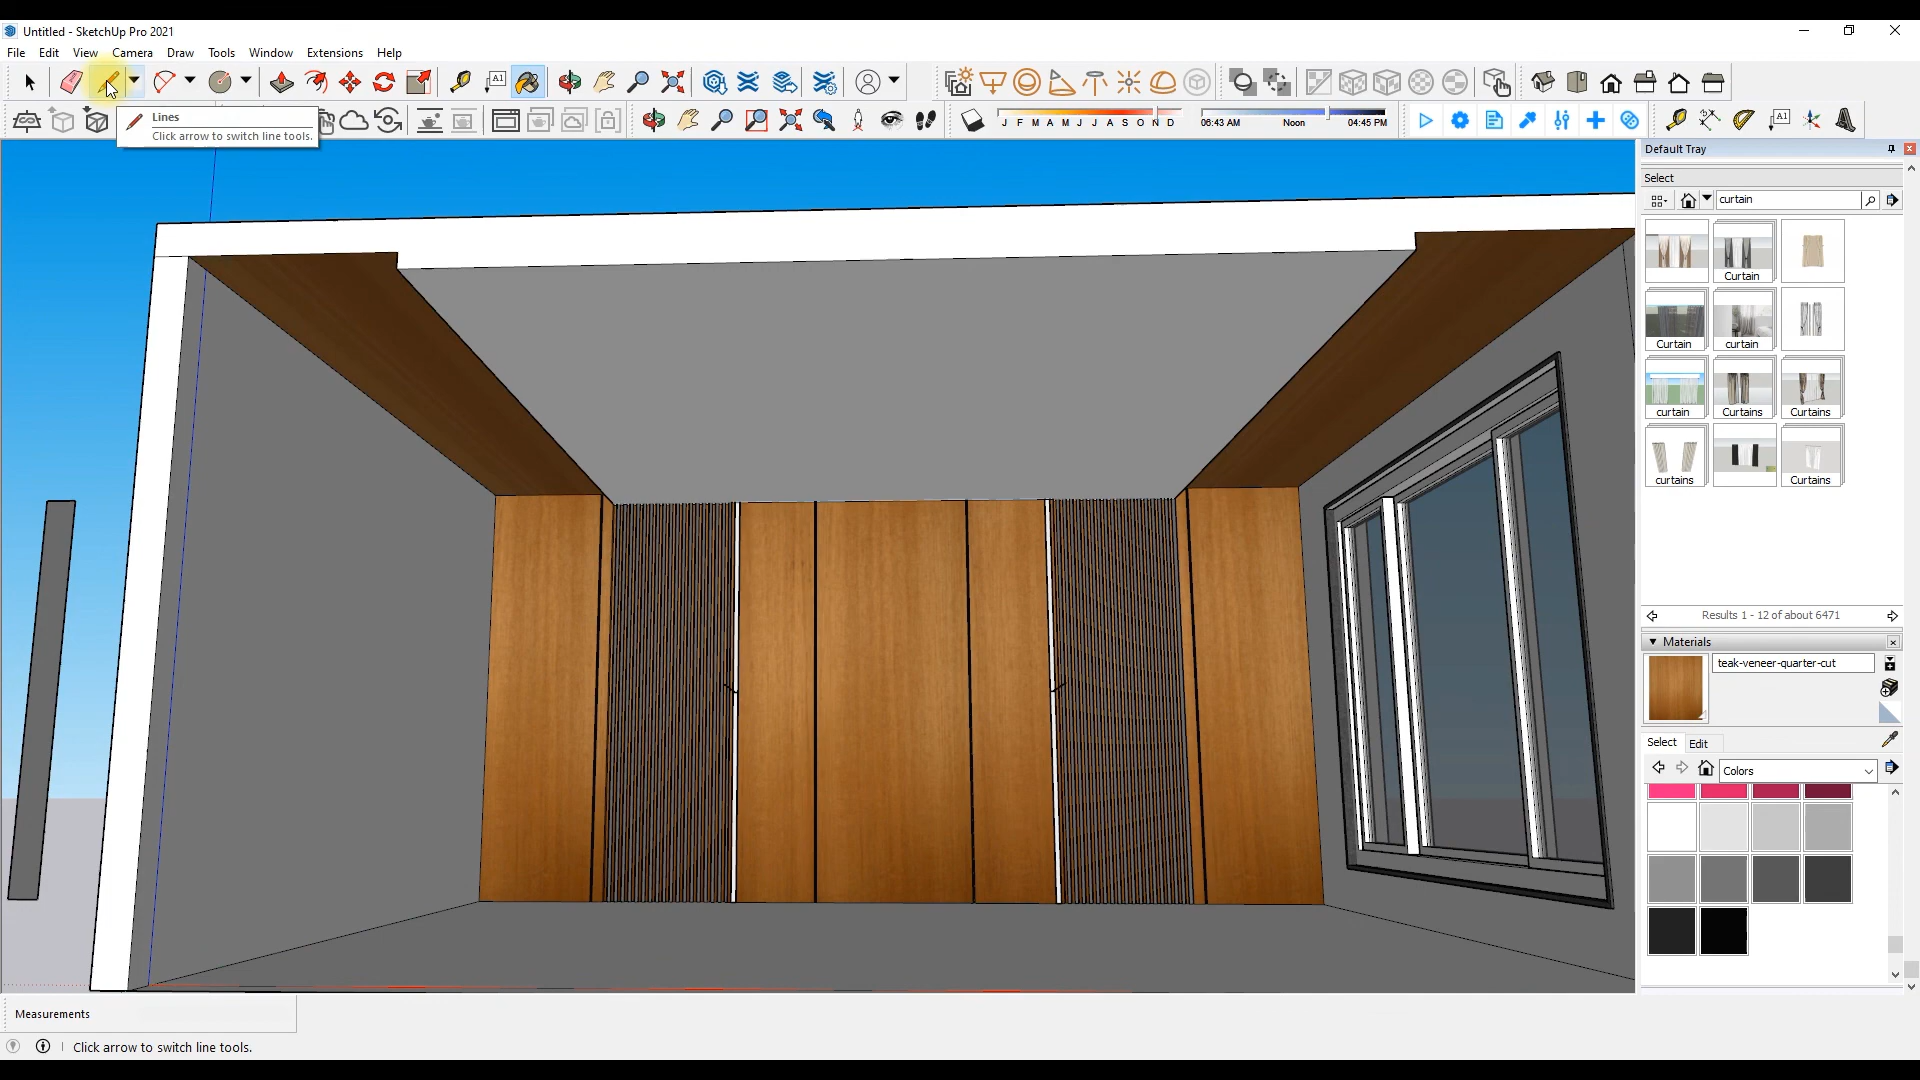 Untitled - SketchUp Pro 2021
File Edit View Camera Draw Tools Window Extensions Help
A1
J F M A M J J A S O N D
06:43 AM Noon 04:45 PM
A1
Lines
Click arrow to switch line tools.
Default Tray
Select
curtain
Curtain
Curtain curtain
curtain Curtains Curtains
curtains Curtains
Results 1 - 12 of about 6471
Materials
teak-veneer-quarter-cut
Select Edit
Colors
Measurements
Click arrow to switch line tools.